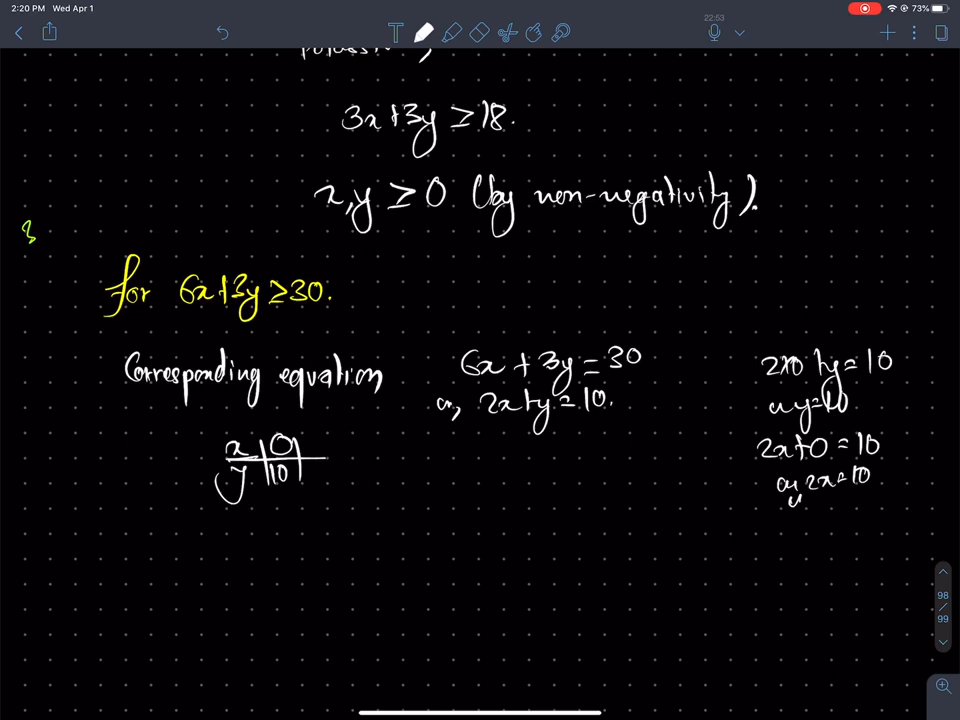 2:20 PM Wed Apr 1
73%
22:53
3x+3y ≥ 18.
x,y ≥ 0 (by non-negativity).
3
for 6x+3y ≥ 30.
Corresponding equation 6x + 3y = 30
or, 2x+y = 10.
x 0
y 10
2x0 +y = 10
or y=10
2x+0 = 10
or, 2x=10
98
/
99